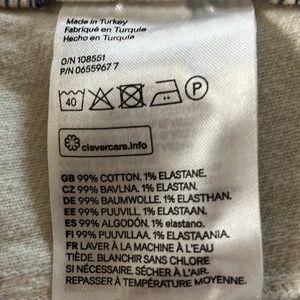 Made in Turkey
Fabriqué en Turquie
Hecho en Turquía
O/N 108551
P/N 0655967 7
40
P
clevercare.info
GB 99% COTTON. 1% ELASTANE.
CZ 99% BAVLNA. 1% ELASTAN.
DE 99% BAUMWOLLE. 1% ELASTHAN.
EE 99% PUUVILL. 1% ELASTAAN.
ES 99% ALGODÓN. 1% elastano.
FI 99% PUUVILLAA. 1% ELASTAANIA.
FR LAVER À LA MACHINE À L'EAU
TIÈDE. BLANCHIR SANS CHLORE
SI NÉCESSAIRE. SÉCHER À L'AIR.
REPASSER À TEMPÉRATURE MOYENNE.